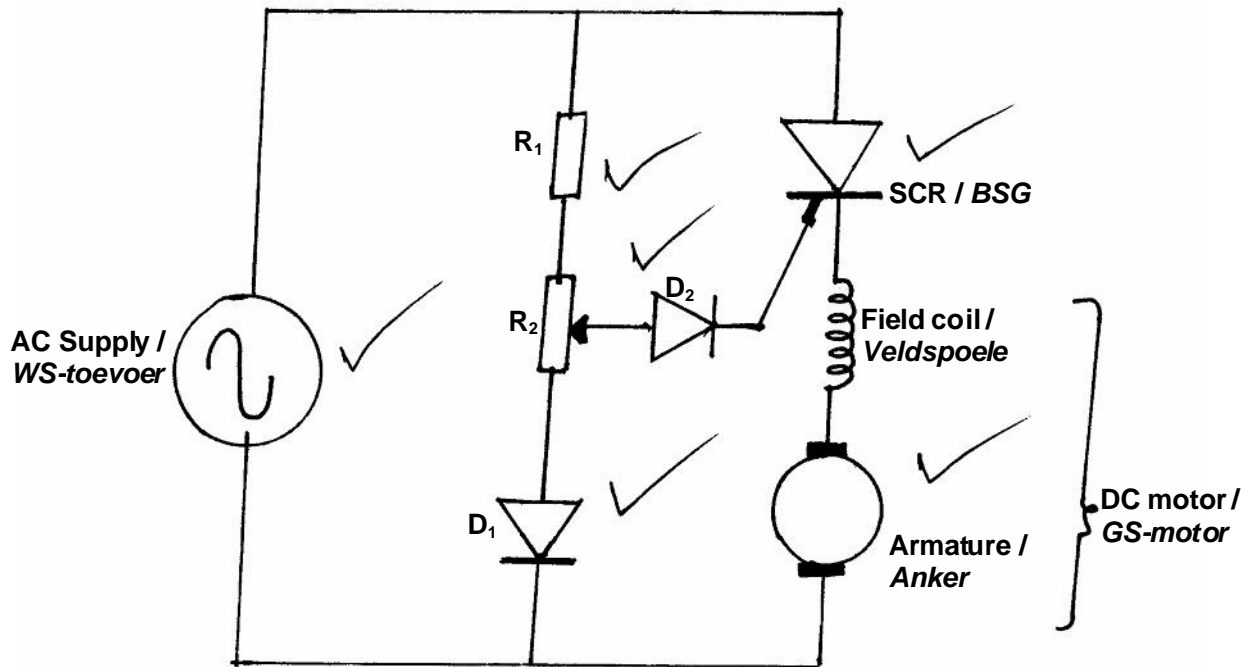 R₁
SCR / BSG
D₂
AC Supply /
WS-toevoer
R₂
Field coil /
Veldspoele
D₁
DC motor /
GS-motor
Armature /
Anker